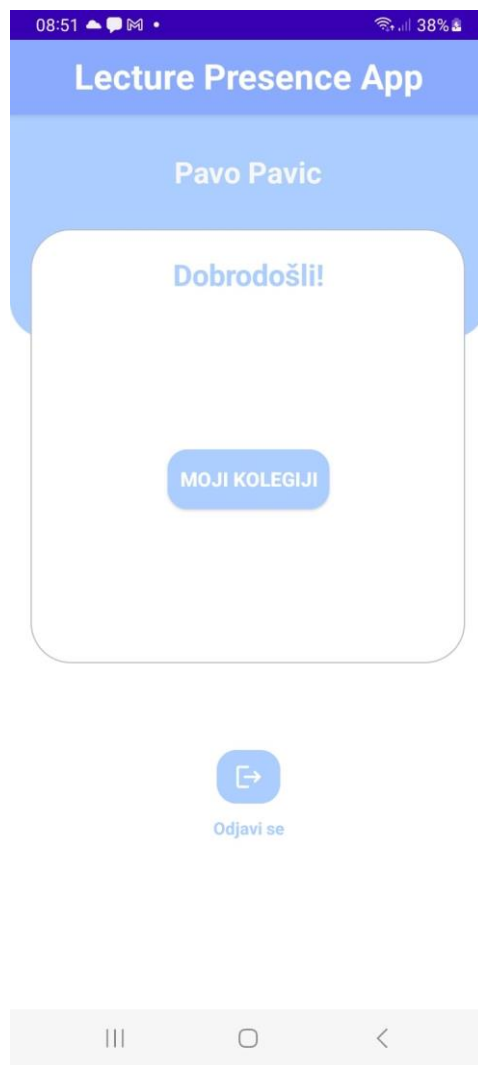 08:51
38%
Lecture Presence App
Pavo Pavic
Dobrodošli!
MOJI KOLEGIJI
Odjavi se